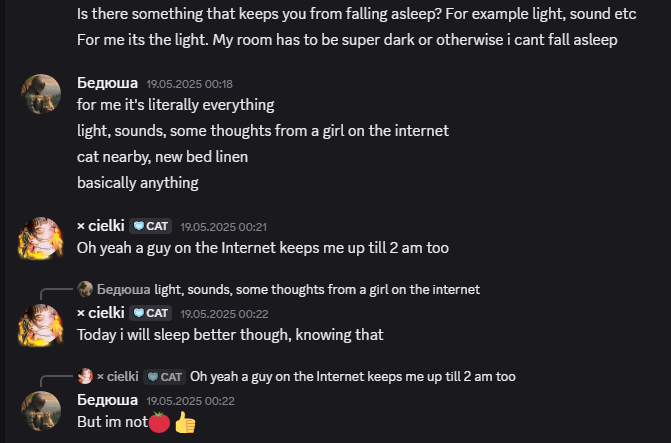 Is there something that keeps you from falling asleep? For example light, sound etc
For me its the light. My room has to be super dark or otherwise i cant fall asleep
Бедюша 19.05.2025 00:18
for me it's literally everything
light, sounds, some thoughts from a girl on the internet
cat nearby, new bed linen
basically anything
× cielki CAT 19.05.2025 00:21
Oh yeah a guy on the Internet keeps me up till 2 am too
Бедюша light, sounds, some thoughts from a girl on the internet
× cielki CAT 19.05.2025 00:22
Today i will sleep better though, knowing that
× cielki CAT Oh yeah a guy on the Internet keeps me up till 2 am too
Бедюша 19.05.2025 00:22
But im not🍅👍